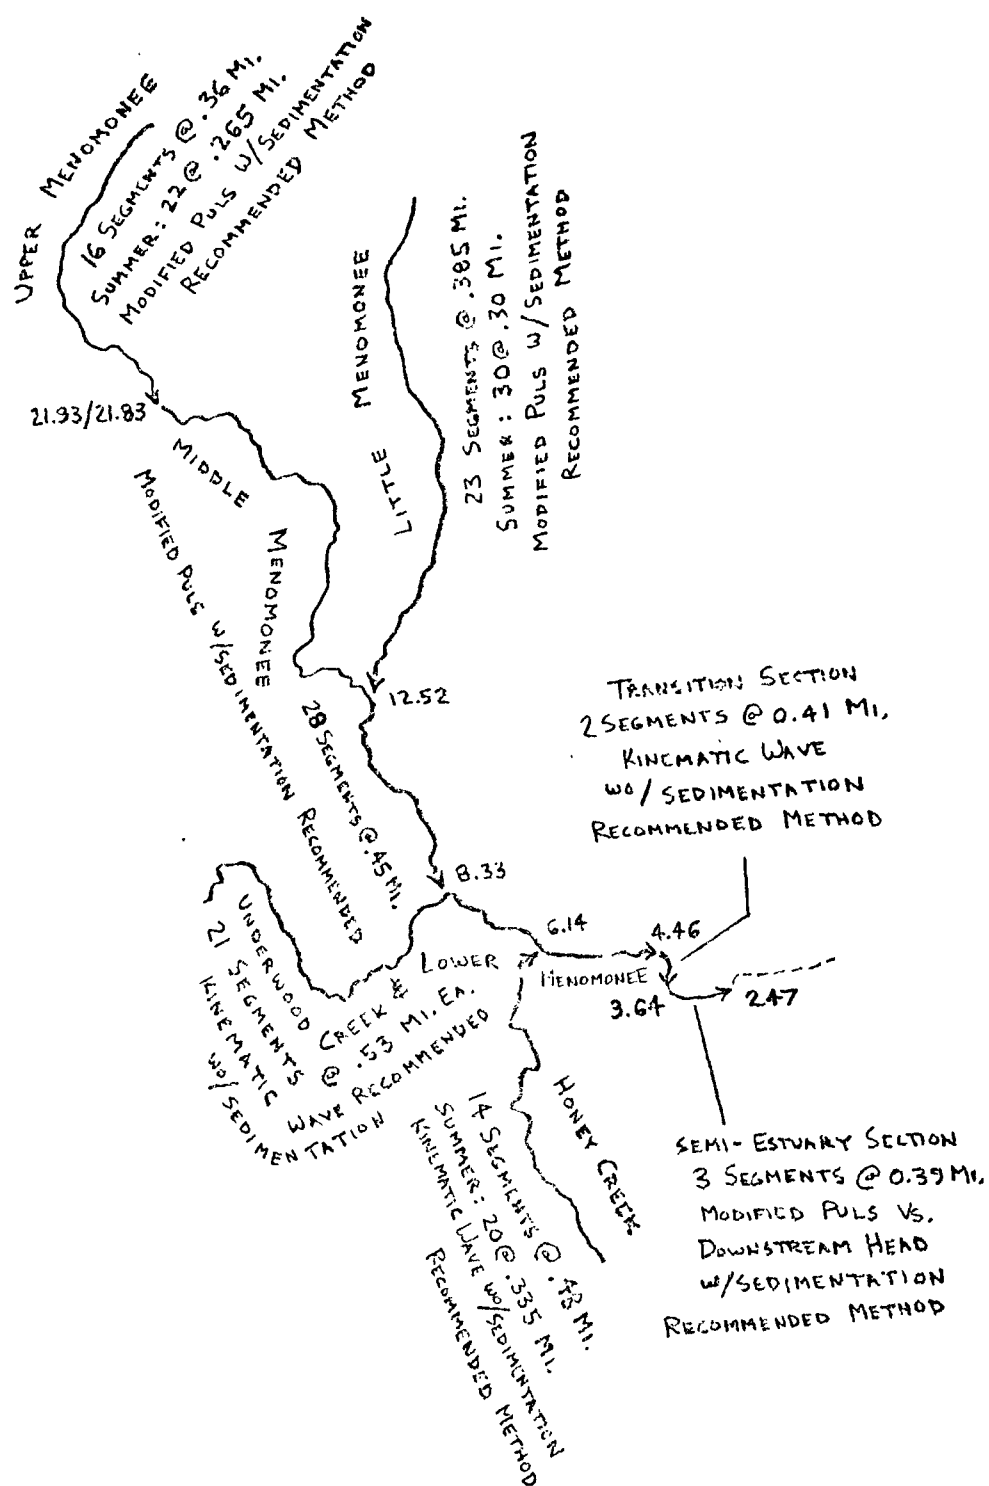 UPPER MENOMONEE
16 SEGMENTS @ .36 MI.
SUMMER: 22 @ .265 MI.
MODIFIED PULS W/SEDIMENTATION
RECOMMENDED METHOD
LITTLE MENOMONEE
23 SEGMENTS @ .385 MI.
SUMMER: 30 @ .30 MI.
MODIFIED PULS W/SEDIMENTATION
RECOMMENDED METHOD
21.93/21.83
MIDDLE
MENOMONEE
MODIFIED PULS W/SEDIMENTATION RECOMMENDED
28 SEGMENTS @ .45 MI.
12.52
TRANSITION SECTION
2 SEGMENTS @ 0.41 MI.
KINEMATIC WAVE
WO/SEDIMENTATION
RECOMMENDED METHOD
8.33
6.14
4.46
LOWER
MENOMONEE
3.64
2.47
UNDERWOOD CREEK
21 SEGMENTS @ .53 MI. EA.
KINEMATIC WAVE RECOMMENDED
WO/SEDIMENTATION
HONEY CREEK
14 SEGMENTS @ .48 MI.
SUMMER: 20 @ .335 MI.
KINEMATIC WAVE WO/SEDIMENTATION
RECOMMENDED METHOD
SEMI-ESTUARY SECTION
3 SEGMENTS @ 0.39 MI.
MODIFIED PULS VS.
DOWNSTREAM HEAD
W/SEDIMENTATION
RECOMMENDED METHOD